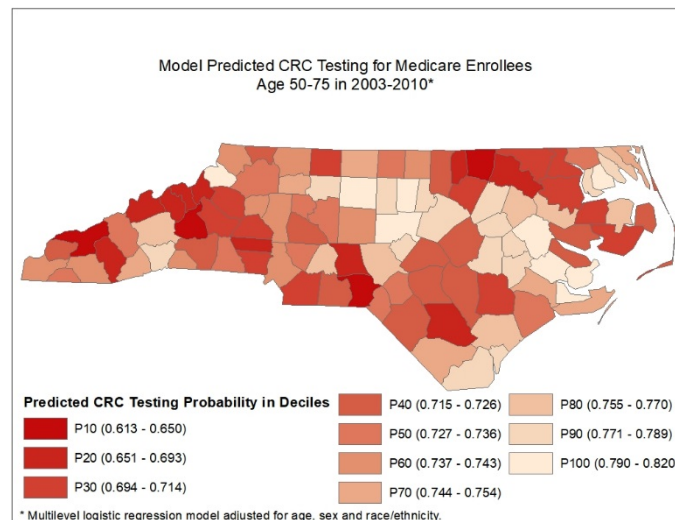 Model Predicted CRC Testing for Medicare Enrollees
Age 50-75 in 2003-2010*
Predicted CRC Testing Probability in Deciles
P10 (0.613 - 0.650)
P20 (0.651 - 0.693)
P30 (0.694 - 0.714)
P40 (0.715 - 0.726)
P50 (0.727 - 0.736)
P60 (0.737 - 0.743)
P70 (0.744 - 0.754)
P80 (0.755 - 0.770)
P90 (0.771 - 0.789)
P100 (0.790 - 0.820)
* Multilevel logistic regression model adjusted for age, sex and race/ethnicity.